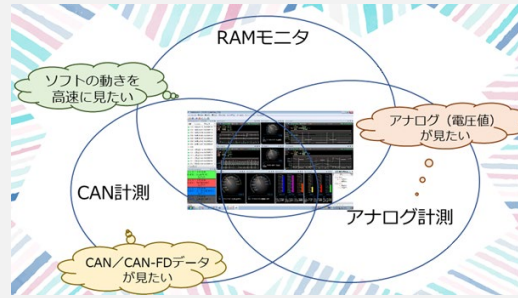 RAMモニタ
ソフトの動きを
高速に見たい
アナログ（電圧値）
が見たい
CAN計測
アナログ計測
CAN／CAN-FDデータ
が見たい